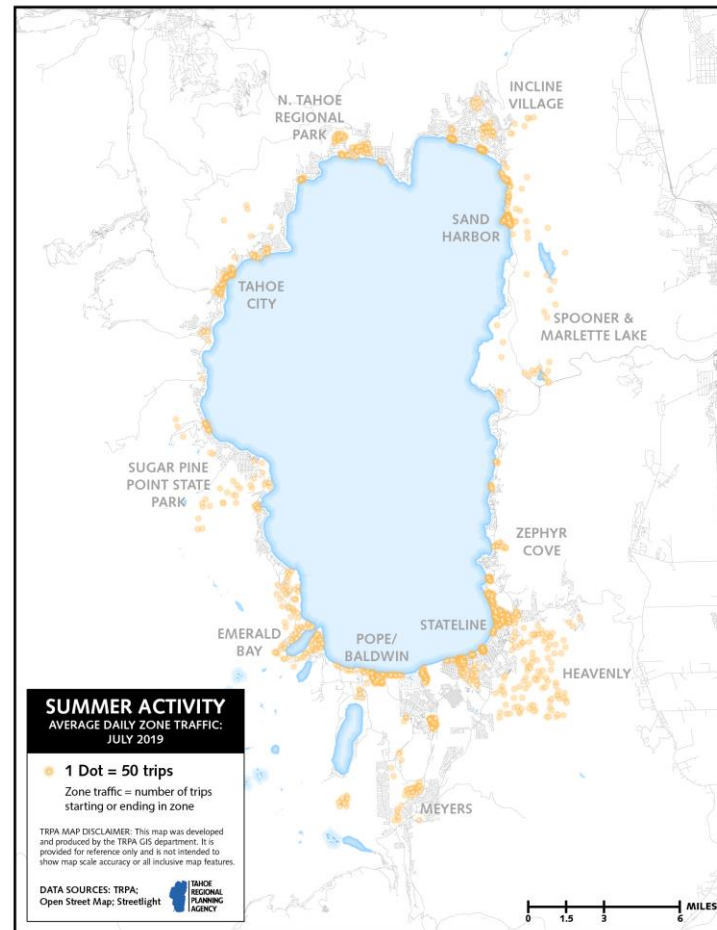 INCLINE
VILLAGE
N. TAHOE
REGIONAL
PARK
SAND
HARBOR
TAHOE
CITY
SPOONER &
MARLETTE LAKE
SUGAR PINE
POINT STATE
PARK
ZEPHYR
COVE
STATELINE
EMERALD
BAY
POPE/
BALDWIN
HEAVENLY
MEYERS
SUMMER ACTIVITY
AVERAGE DAILY ZONE TRAFFIC:
JULY 2019
1 Dot = 50 trips
Zone traffic = number of trips
starting or ending in zone
TRPA MAP DISCLAIMER: This map was developed
and produced by the TRPA GIS department. It is
provided for reference only and is not intended to
show map scale accuracy or all inclusive map features.
DATA SOURCES: TRPA;
Open Street Map; Streetlight
TAHOE
REGIONAL
PLANNING
AGENCY
MILES
0 1.5 3 6